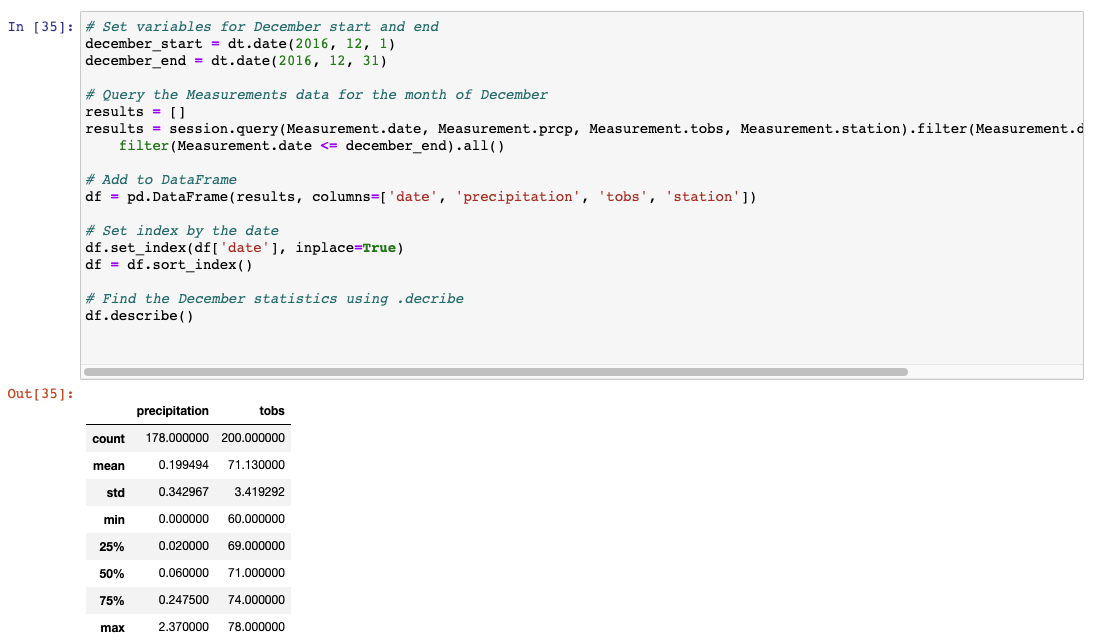 In [35]: # Set variables for December start and end
december_start = dt.date(2016, 12, 1)
december_end = dt.date(2016, 12, 31)
# Query the Measurements data for the month of December
results = []
results = session.query(Measurement.date, Measurement.prcp, Measurement.tobs, Measurement.station).filter(Measurement.d
filter(Measurement.date <= december_end).all()
# Add to DataFrame
df = pd.DataFrame(results, columns=['date', 'precipitation', 'tobs', 'station'])
# Set index by the date
df.set_index(df['date'], inplace=True)
df = df.sort_index()
# Find the December statistics using .decribe
df.describe()
Out[35]:
precipitation tobs
count 178.000000 200.000000
mean 0.199494 71.130000
std 0.342967 3.419292
min 0.000000 60.000000
25% 0.020000 69.000000
50% 0.060000 71.000000
75% 0.247500 74.000000
max 2.370000 78.000000